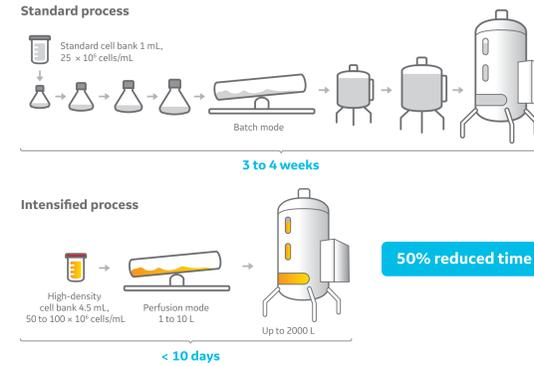 Standard process
Standard cell bank 1 mL,
25 × 10⁶ cells/mL
Batch mode
3 to 4 weeks
Intensified process
50% reduced time
High-density
cell bank 4.5 mL,
50 to 100 × 10⁶ cells/mL
Perfusion mode
1 to 10 L
Up to 2000 L
< 10 days